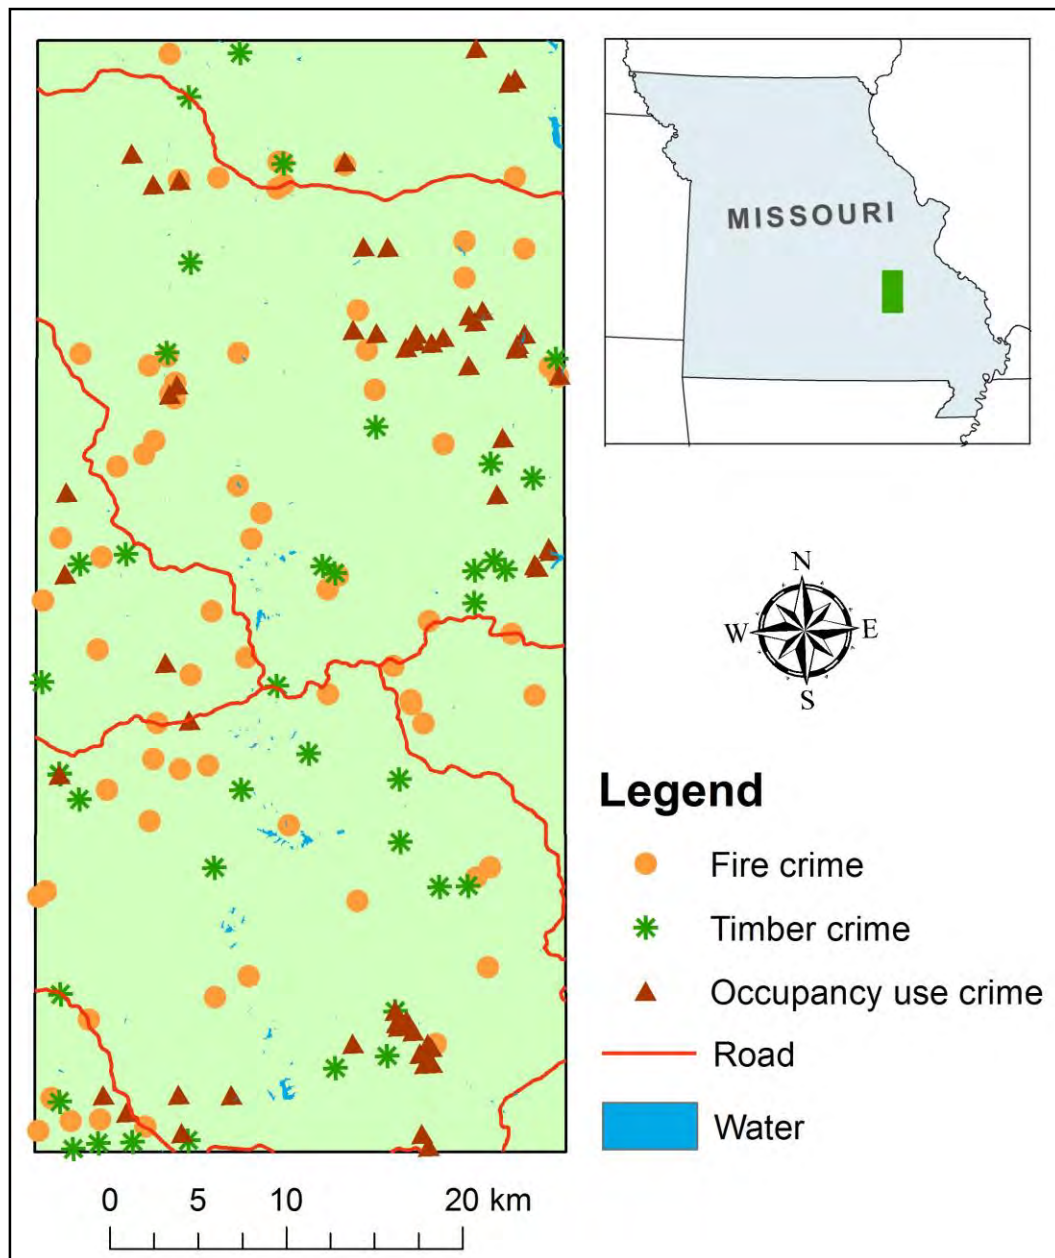 MISSOURI
N
W
E
S
Legend
Fire crime
Timber crime
Occupancy use crime
Road
Water
0 5 10 20 km